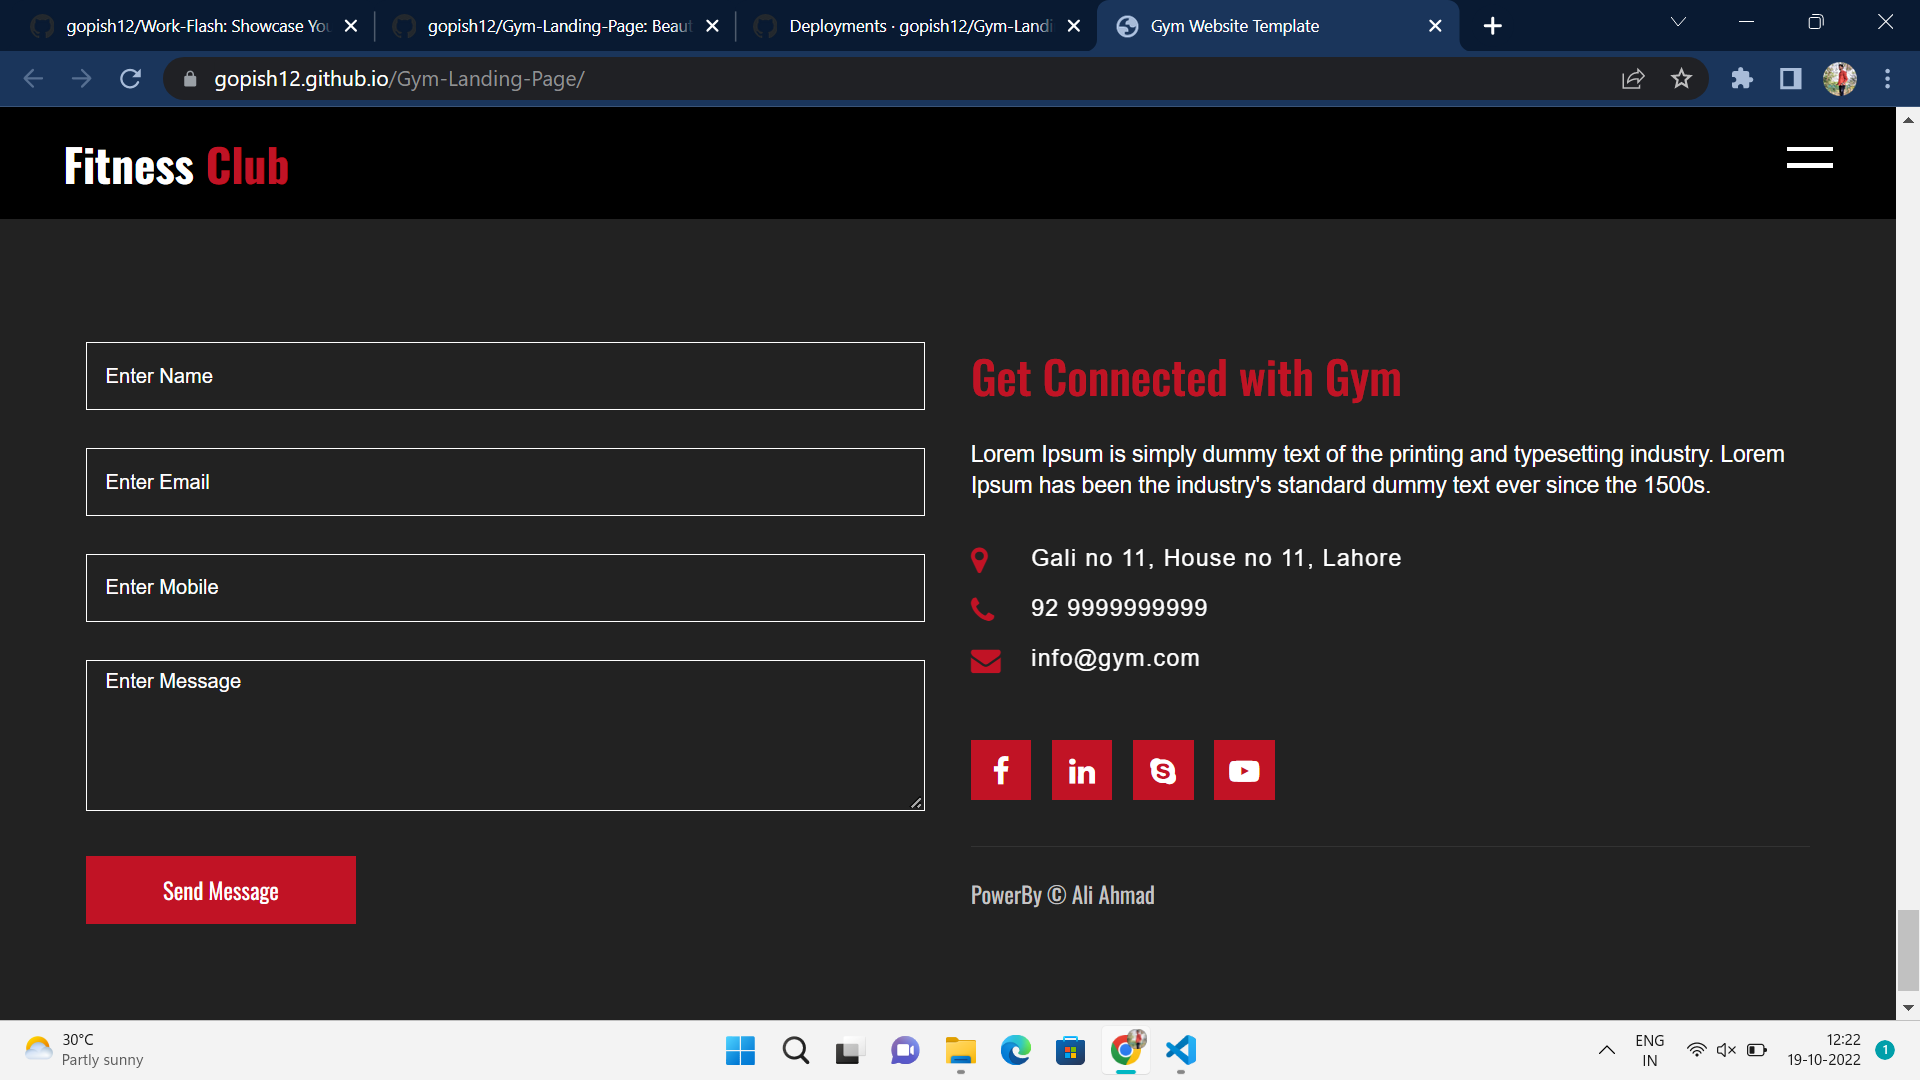 gopish12/Work-Flash: Showcase You
gopish12/Gym-Landing-Page: Beaut
Deployments · gopish12/Gym-Landi
Gym Website Template
gopish12.github.io/Gym-Landing-Page/
Fitness Club
Enter Name
Enter Email
Enter Mobile
Enter Message
Send Message
Get Connected with Gym
Lorem Ipsum is simply dummy text of the printing and typesetting industry. Lorem
Ipsum has been the industry's standard dummy text ever since the 1500s.
Gali no 11, House no 11, Lahore
92 9999999999
info@gym.com
PowerBy © Ali Ahmad
30°C
Partly sunny
ENG
IN
12:22
19-10-2022
1